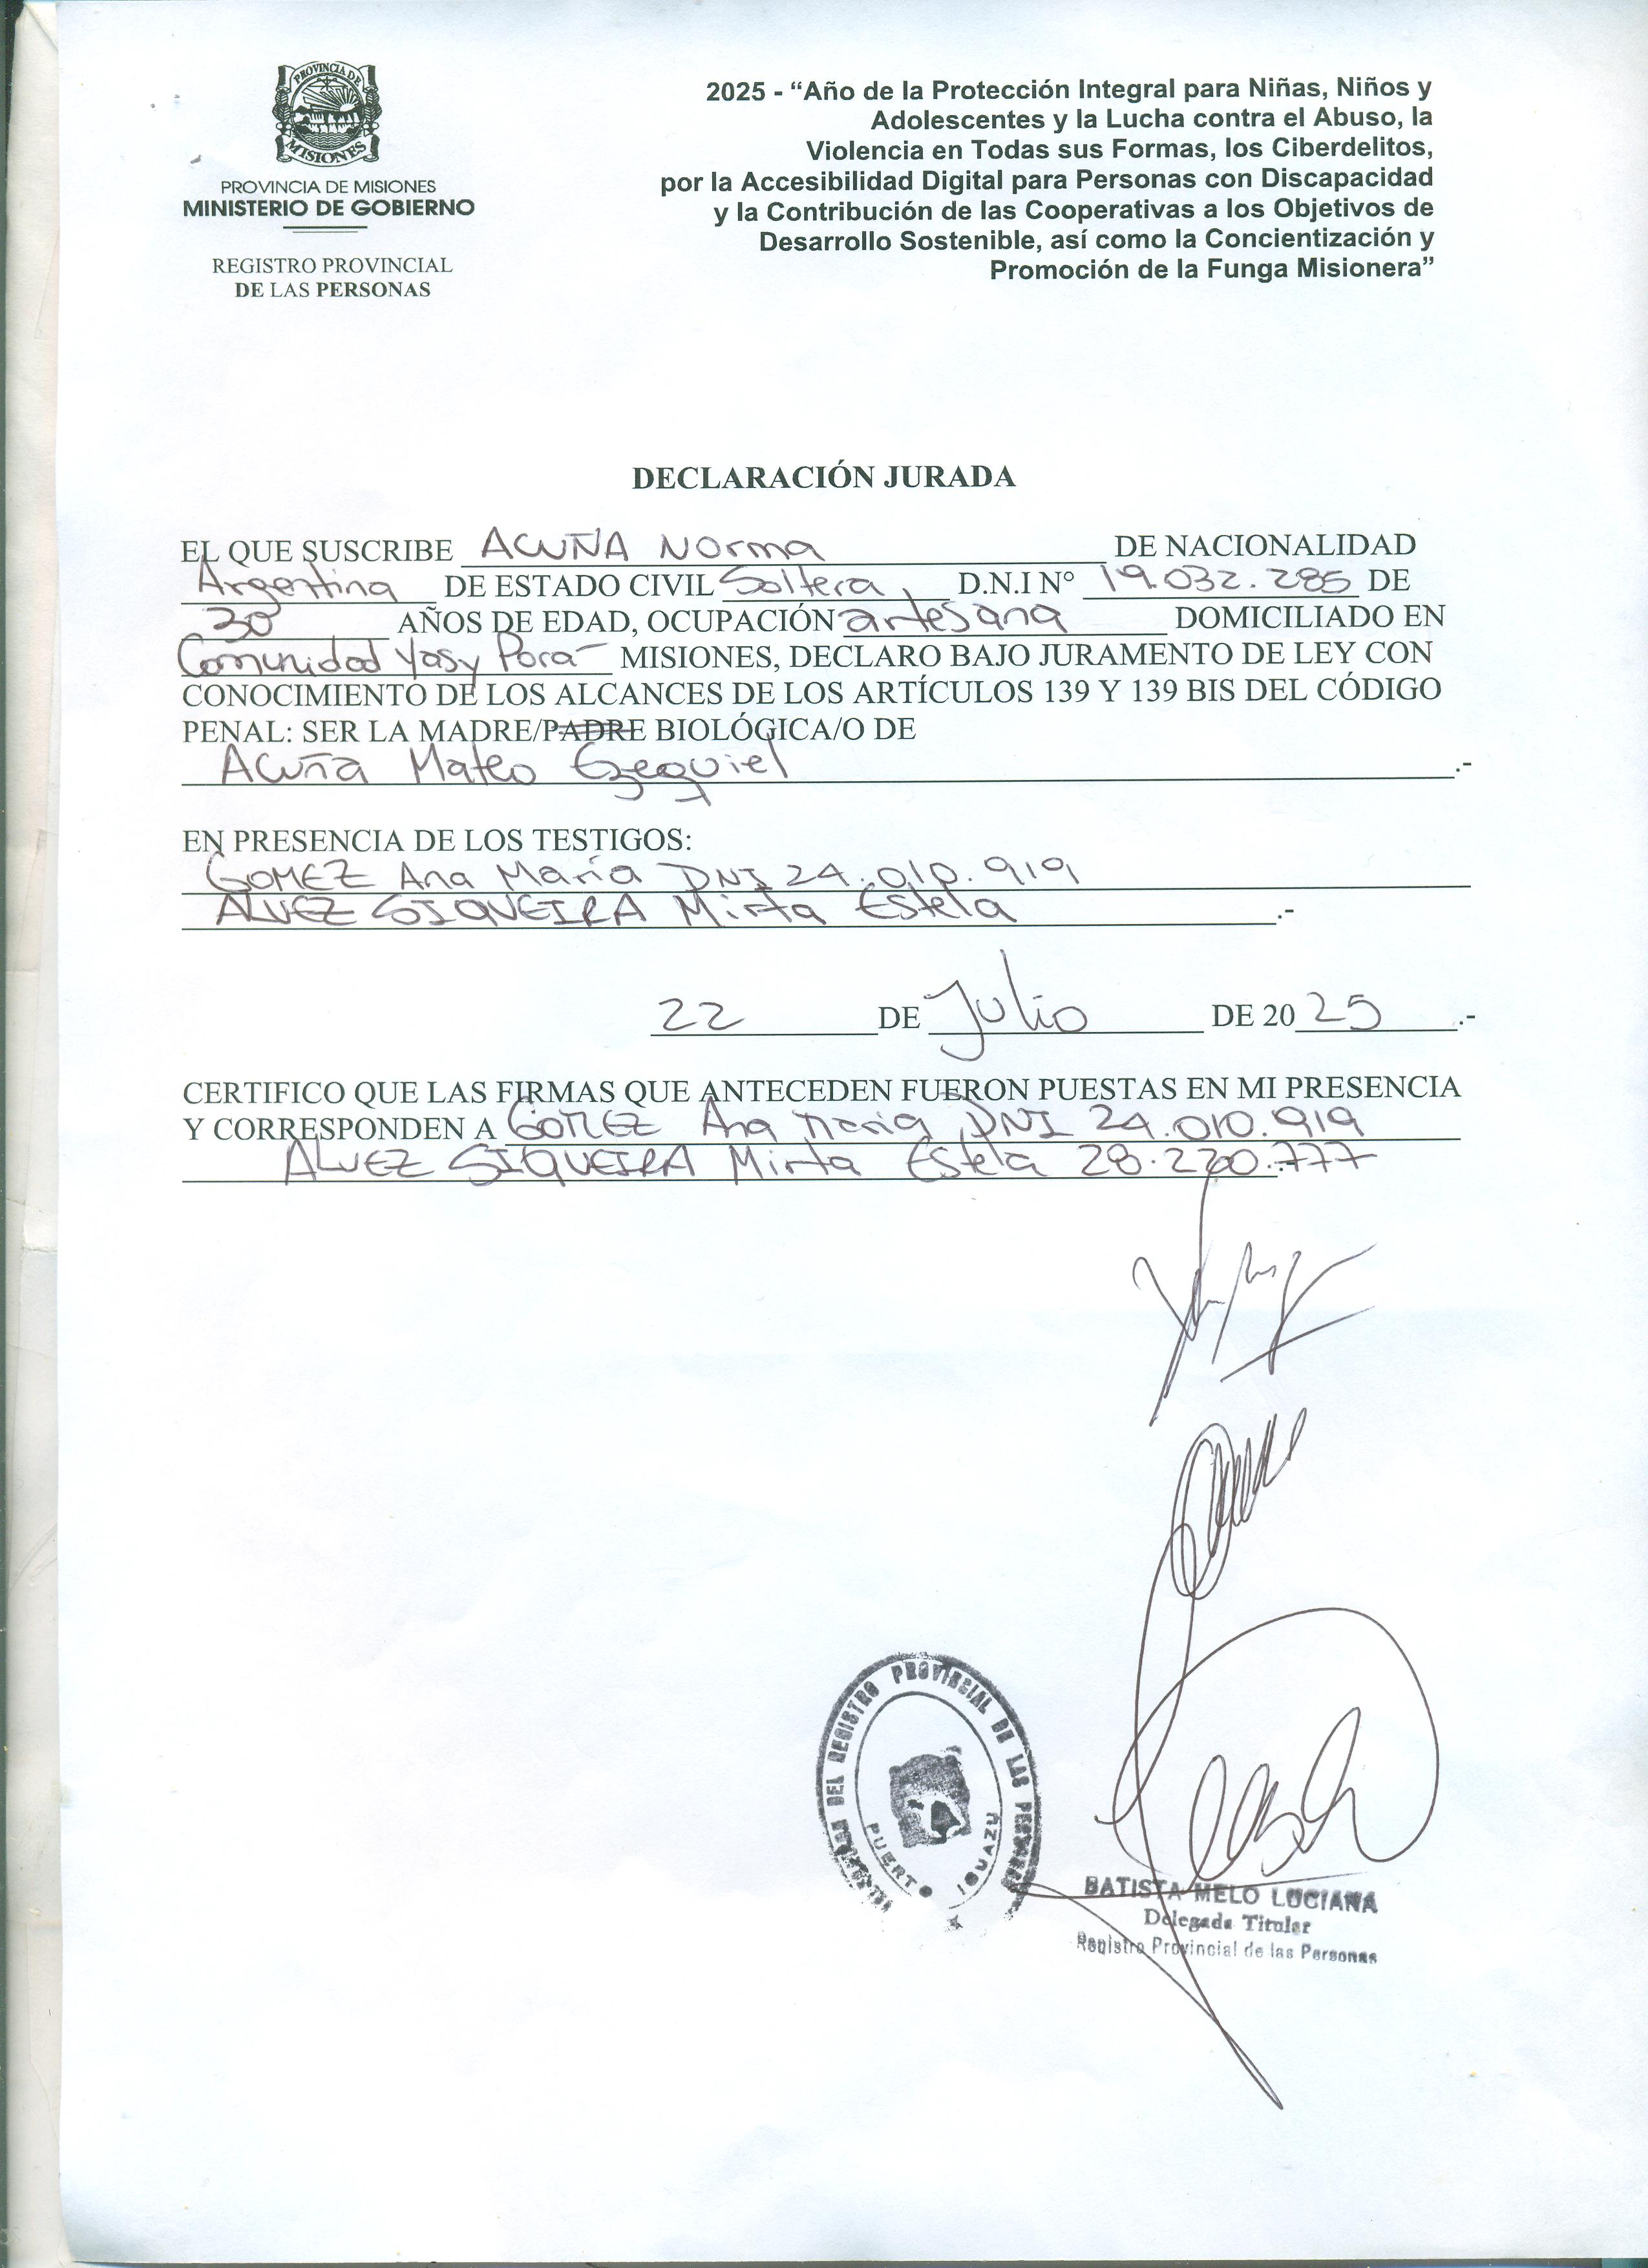 PROVINCIA DE
MISIONES
PROVINCIA DE MISIONES
MINISTERIO DE GOBIERNO
REGISTRO PROVINCIAL
DE LAS PERSONAS
2025 - “Año de la Protección Integral para Niñas, Niños y
Adolescentes y la Lucha contra el Abuso, la
Violencia en Todas sus Formas, los Ciberdelitos,
por la Accesibilidad Digital para Personas con Discapacidad
y la Contribución de las Cooperativas a los Objetivos de
Desarrollo Sostenible, así como la Concientización y
Promoción de la Funga Misionera”
DECLARACIÓN JURADA
EL QUE SUSCRIBE ACUÑA Norma DE NACIONALIDAD
Argentina DE ESTADO CIVIL Soltera, D.N.I N° 19.032.285 DE
30 AÑOS DE EDAD, OCUPACIÓN artesana DOMICILIADO EN
Comunidad Yasy Pora- MISIONES, DECLARO BAJO JURAMENTO DE LEY CON
CONOCIMIENTO DE LOS ALCANCES DE LOS ARTÍCULOS 139 Y 139 BIS DEL CÓDIGO
PENAL: SER LA MADRE/PADRE BIOLÓGICA/O DE
Acuña Mateo Ezequiel .-
EN PRESENCIA DE LOS TESTIGOS:
GOMEZ Ana María DNI 24.010.919
ALVEZ SIQUEIRA Mirta Estela .-
22 DE Julio DE 2025 .-
CERTIFICO QUE LAS FIRMAS QUE ANTECEDEN FUERON PUESTAS EN MI PRESENCIA
Y CORRESPONDEN A GOMEZ Ana Maria DNI 24.010.919
ALVEZ SIQUEIRA Mirta Estela 28.220.777
DEL REGISTRO PROVINCIAL DE LAS PERSONAS
PUERTO IGUAZU
BATISTA MELO LUCIANA
Delegada Titular
Registro Provincial de las Personas